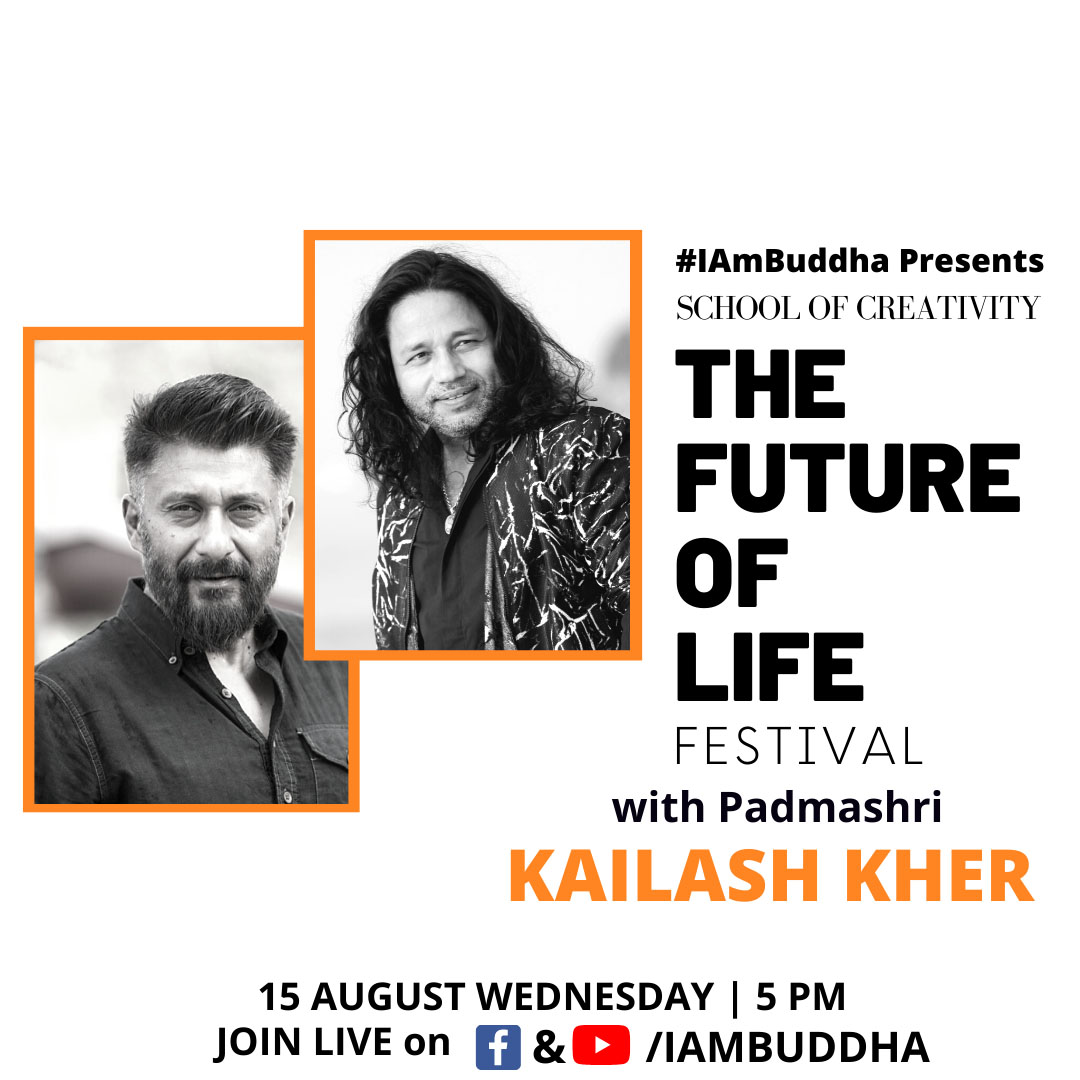 #IAmBuddha Presents
SCHOOL OF CREATIVITY
THE
FUTURE
OF
LIFE
FESTIVAL
with Padmashri
KAILASH KHER
15 AUGUST WEDNESDAY | 5 PM
JOIN LIVE on f & /IAMBUDDHA